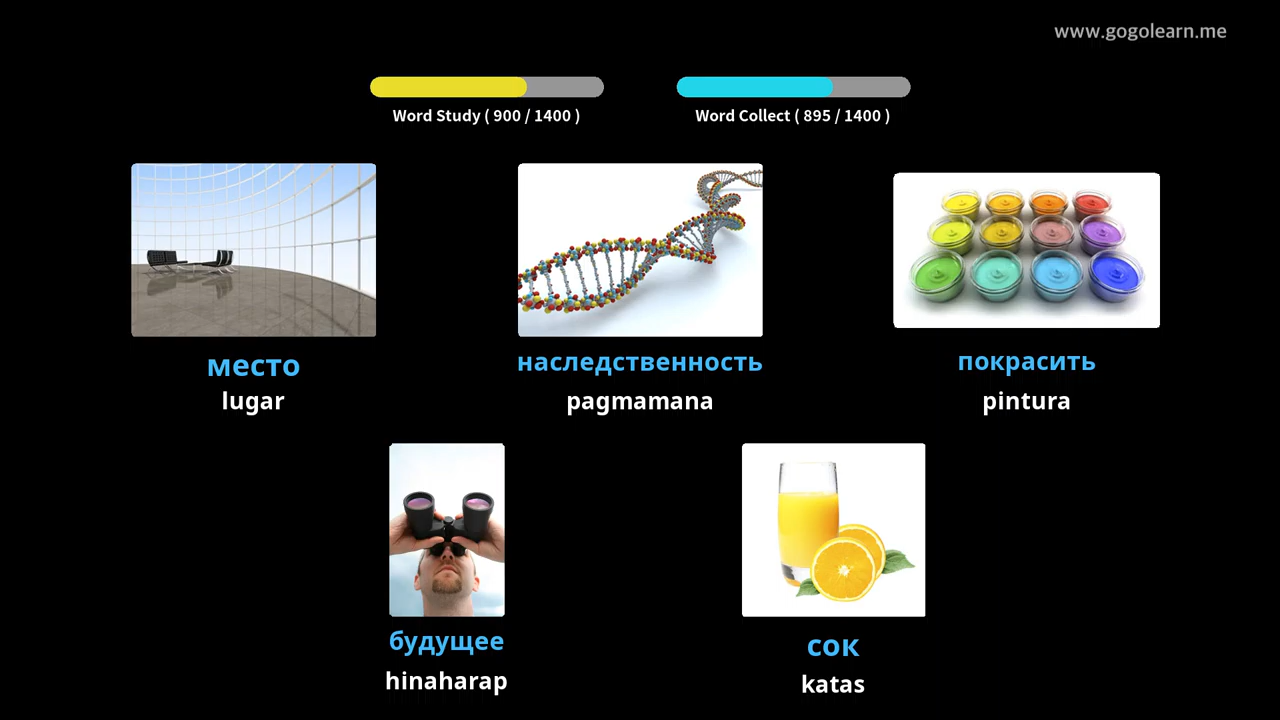 www.gogolearn.me
Word Study ( 900 / 1400 )
Word Collect ( 895 / 1400 )
место
lugar
наследственность
pagmamana
покрасить
pintura
будущее
hinaharap
сок
katas